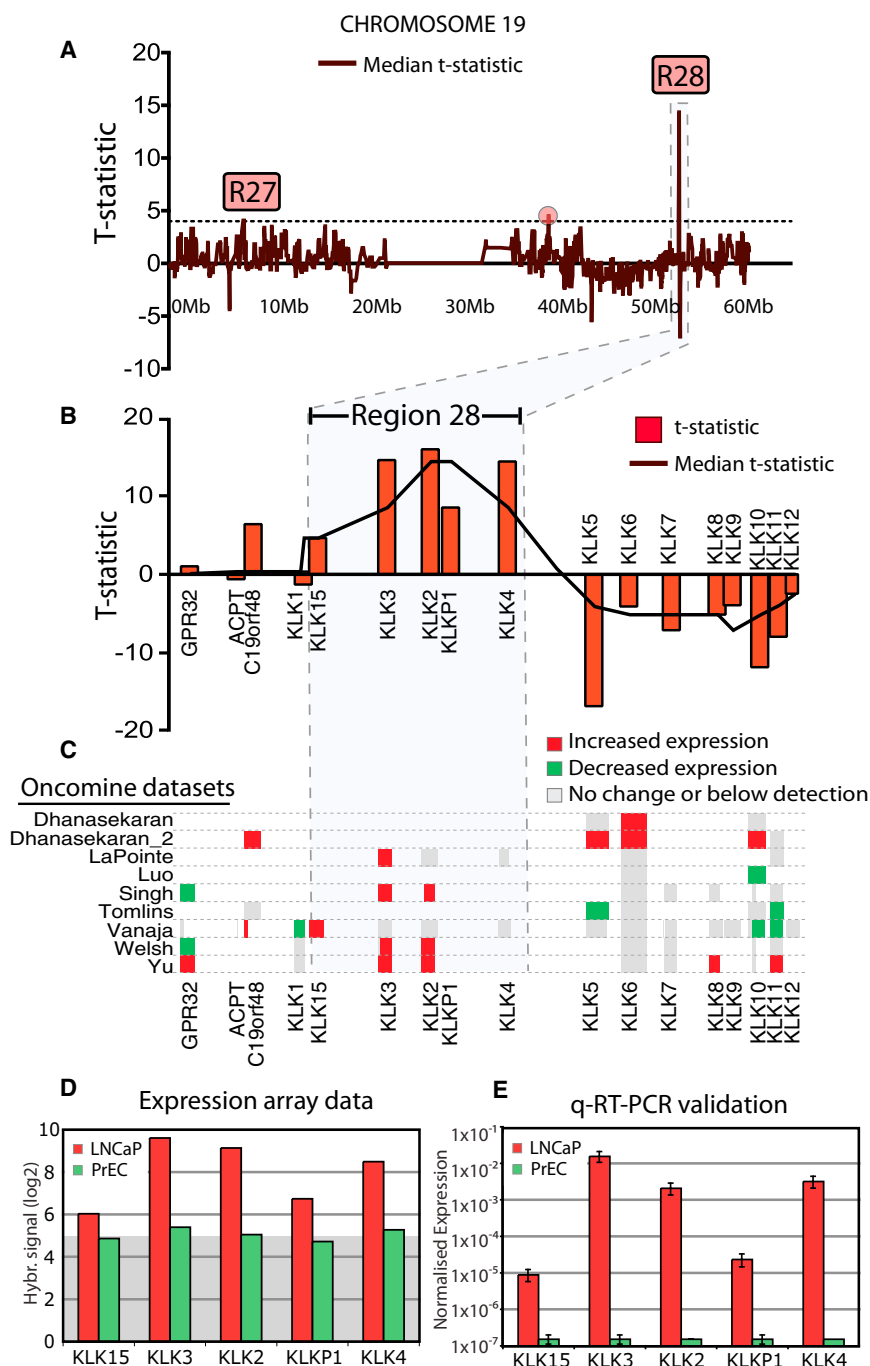 CHROMOSOME 19
A
Median t-statistic
T-statistic
20
15
10
5
0
-5
-10
R27
R28
0Mb 10Mb 20Mb 30Mb 40Mb 50Mb 60Mb
B
Region 28
t-statistic
Median t-statistic
T-statistic
20
10
0
-10
-20
GPR32 ACPT C19orf48 KLK1 KLK15 KLK3 KLK2 KLKP1 KLK4 KLK5 KLK6 KLK7 KLK8 KLK9 KLK10 KLK11 KLK12
C
Increased expression
Decreased expression
No change or below detection
Oncomine datasets
Dhanasekaran
Dhanasekaran_2
LaPointe
Luo
Singh
Tomlins
Vanaja
Welsh
Yu
GPR32 ACPT C19orf48 KLK1 KLK15 KLK3 KLK2 KLKP1 KLK4 KLK5 KLK6 KLK7 KLK8 KLK9 KLK10 KLK11 KLK12
D
Expression array data
LNCaP
PrEC
Hybr. signal (log2)
10
8
6
4
2
0
KLK15 KLK3 KLK2 KLKP1 KLK4
E
q-RT-PCR validation
LNCaP
PrEC
Normalised Expression
1x10-1
1x10-2
1x10-3
1x10-4
1x10-5
1x10-6
1x10-7
KLK15 KLK3 KLK2 KLKP1 KLK4